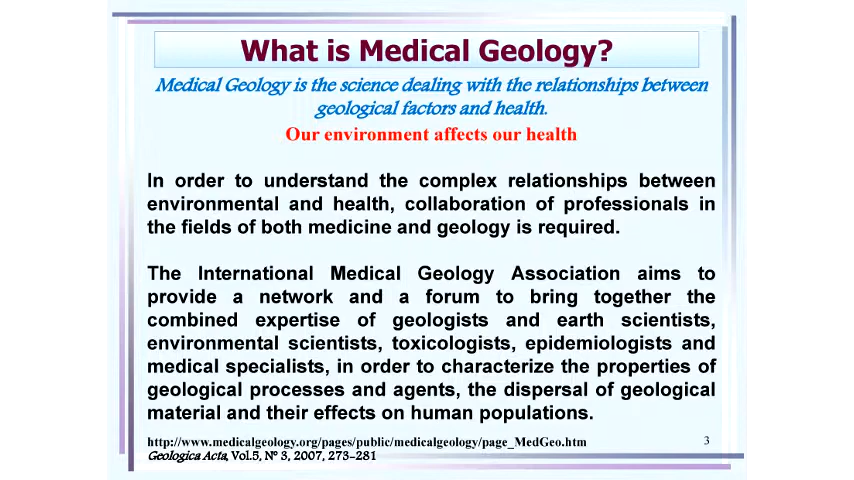 What is Medical Geology?
Medical Geology is the science dealing with the relationships between
geological factors and health.
Our environment affects our health
In order to understand the complex relationships between
environmental and health, collaboration of professionals in
the fields of both medicine and geology is required.
The International Medical Geology Association aims to
provide a network and a forum to bring together the
combined expertise of geologists and earth scientists,
environmental scientists, toxicologists, epidemiologists and
medical specialists, in order to characterize the properties of
geological processes and agents, the dispersal of geological
material and their effects on human populations.
http://www.medicalgeology.org/pages/public/medicalgeology/page_MedGeo.htm
3
Geologica Acta, Vol.5, Nº 3, 2007, 273-281